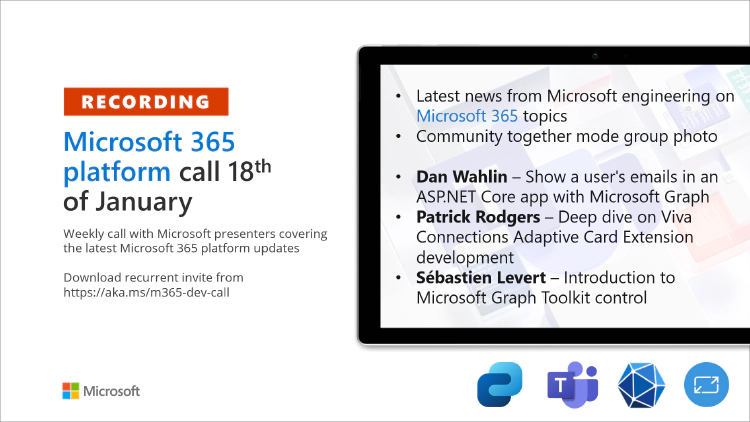 RECORDING
Microsoft 365
platform call 18th
of January
Weekly call with Microsoft presenters covering
the latest Microsoft 365 platform updates
Download recurrent invite from
https://aka.ms/m365-dev-call
Microsoft
• Latest news from Microsoft engineering on
Microsoft 365 topics
• Community together mode group photo
• Dan Wahlin – Show a user's emails in an
ASP.NET Core app with Microsoft Graph
• Patrick Rodgers – Deep dive on Viva
Connections Adaptive Card Extension
development
• Sébastien Levert – Introduction to
Microsoft Graph Toolkit control
T